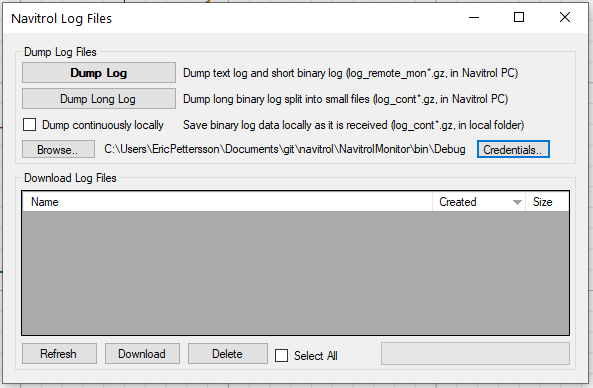 Navitrol Log Files
Dump Log Files
Dump Log Dump text log and short binary log (log_remote_mon*.gz, in Navitrol PC)
Dump Long Log Dump long binary log split into small files (log_cont*.gz, in Navitrol PC)
Dump continuously locally Save binary log data locally as it is received (log_cont*.gz, in local folder)
Browse.. C:\Users\EricPettersson\Documents\git\navitrol\NavitrolMonitor\bin\Debug Credentials..
Download Log Files
Name Created Size
Refresh Download Delete Select All